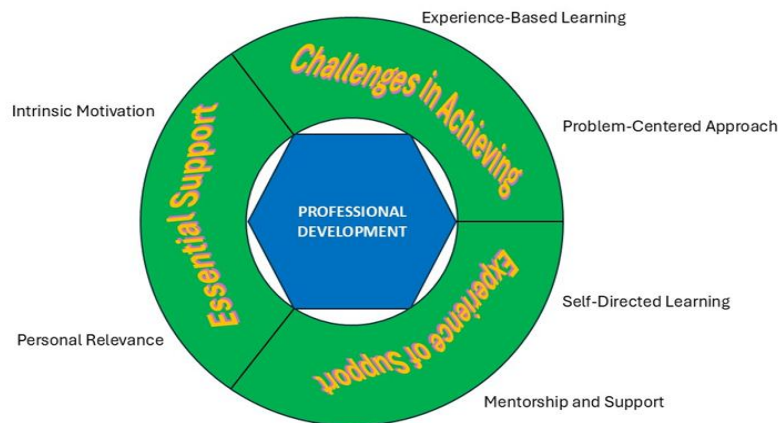 Experience-Based Learning
Challenges in Achieving
Intrinsic Motivation
Problem-Centered Approach
Essential Support
PROFESSIONAL
DEVELOPMENT
Experience of Support
Self-Directed Learning
Personal Relevance
Mentorship and Support